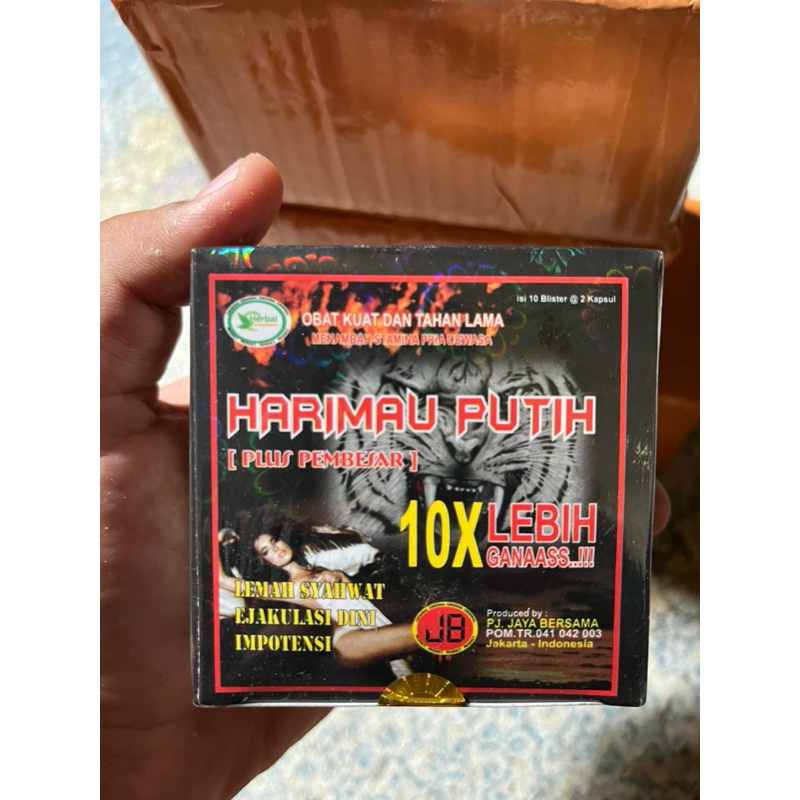 isi 10 Blister @ 2 Kapsul
Herbal
OBAT KUAT DAN TAHAN LAMA
MENAMBAH STAMINA PRIA DEWASA
HARIMAU PUTIH
[ PLUS PEMBESAR ]
10X LEBIH
GANAASS..!!!
LEMAH SYAHWAT
EJAKULASI DINI
IMPOTENSI
JB
Produced by :
PJ. JAYA BERSAMA
POM.TR.041 042 003
Jakarta - Indonesia